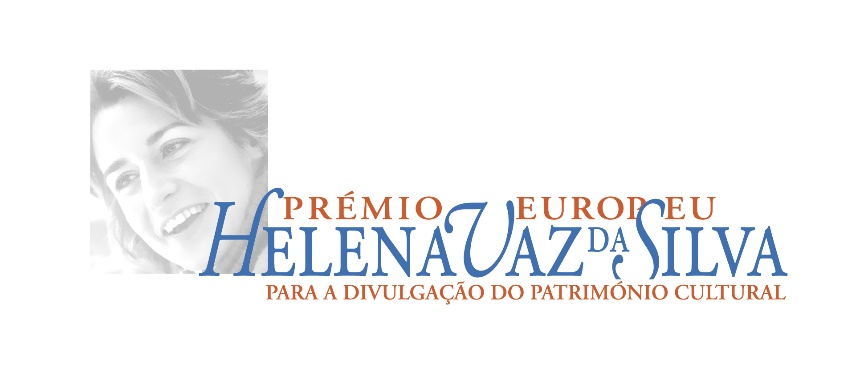 PRÉMIO EUROPEU
HELENA VAZ DA SILVA
PARA A DIVULGAÇÃO DO PATRIMÓNIO CULTURAL